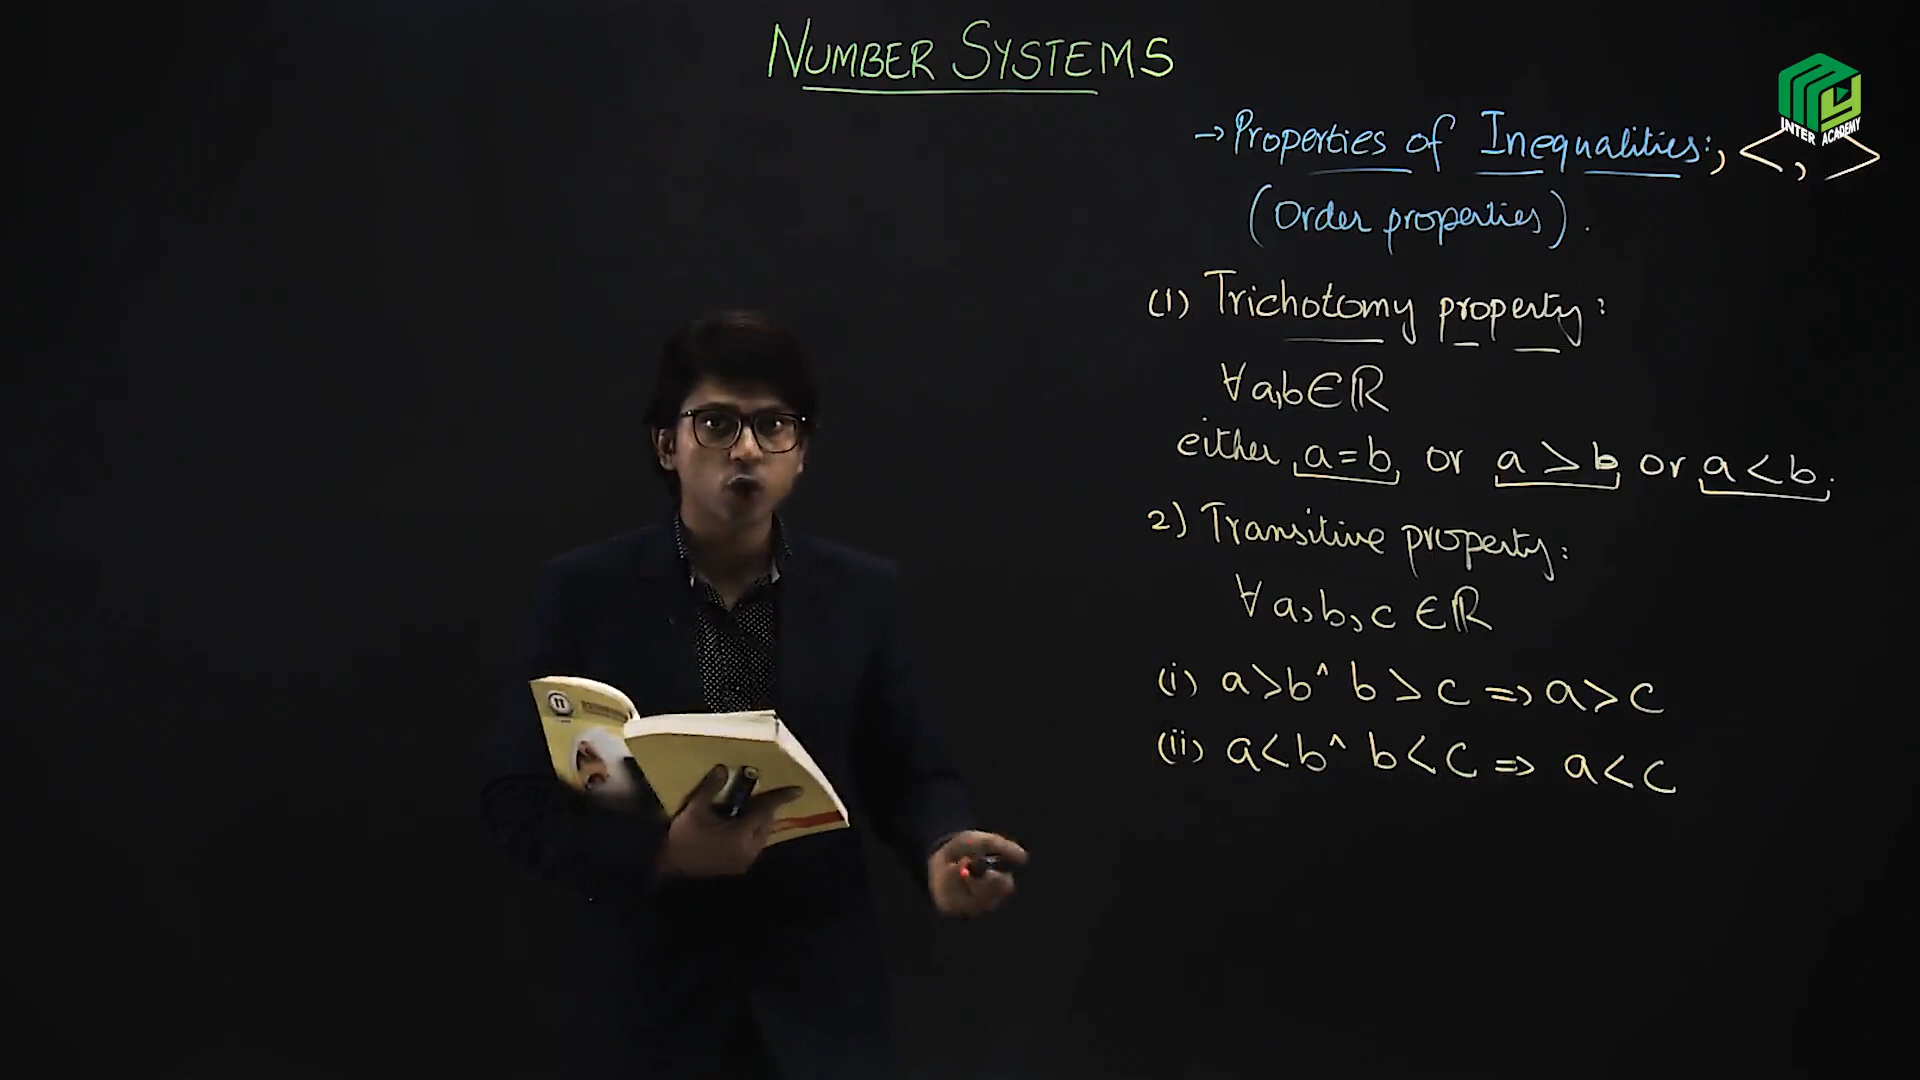 NUMBER SYSTEMS
INTER ACADEMY
→ Properties of Inequalities:, <, >
(Order properties).
(1) Trichotomy property:
∀ a,b ∈ ℝ
either a=b or a > b or a < b.
2) Transitive property:
∀ a, b, c ∈ ℝ
(i) a>b ^ b > c ⇒ a > c
(ii) a<b ^ b < c ⇒ a < c